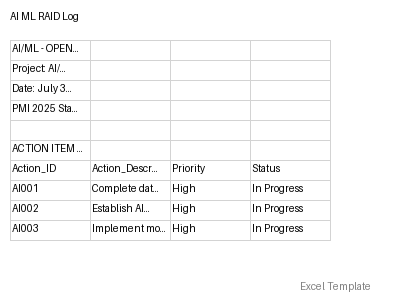 AI ML RAID Log
AI/ML - OPEN...
Project: AI/...
Date: July 3...
PMI 2025 Sta...
ACTION ITEM ...
Action_ID Action_Descr... Priority Status
AI001 Complete dat... High In Progress
AI002 Establish AI... High In Progress
AI003 Implement mo... High In Progress
Excel Template